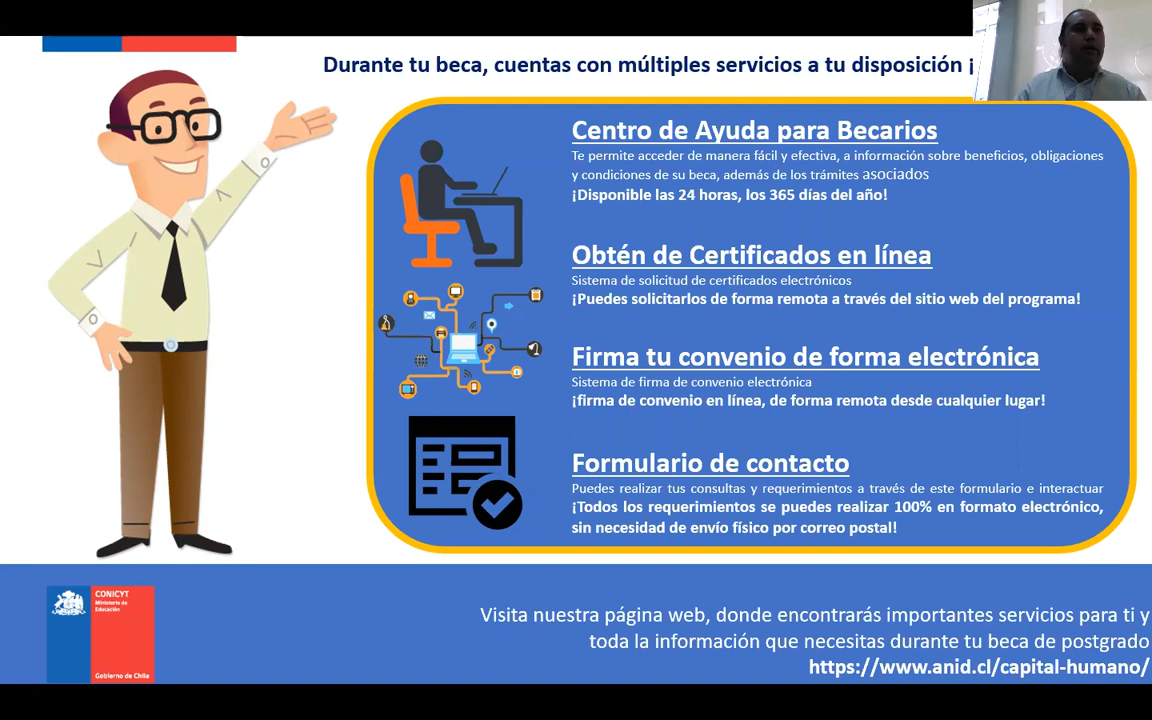 Durante tu beca, cuentas con múltiples servicios a tu disposición ¡
Centro de Ayuda para Becarios
Te permite acceder de manera fácil y efectiva, a información sobre beneficios, obligaciones
y condiciones de su beca, además de los trámites asociados
¡Disponible las 24 horas, los 365 días del año!
Obtén de Certificados en línea
Sistema de solicitud de certificados electrónicos
¡Puedes solicitarlos de forma remota a través del sitio web del programa!
Firma tu convenio de forma electrónica
Sistema de firma de convenio electrónica
¡firma de convenio en línea, de forma remota desde cualquier lugar!
Formulario de contacto
Puedes realizar tus consultas y requerimientos a través de este formulario e interactuar
¡Todos los requerimientos se puedes realizar 100% en formato electrónico,
sin necesidad de envío físico por correo postal!
CONICYT
Ministerio de
Educación
Gobierno de Chile
Visita nuestra página web, donde encontrarás importantes servicios para ti y
toda la información que necesitas durante tu beca de postgrado
https://www.anid.cl/capital-humano/